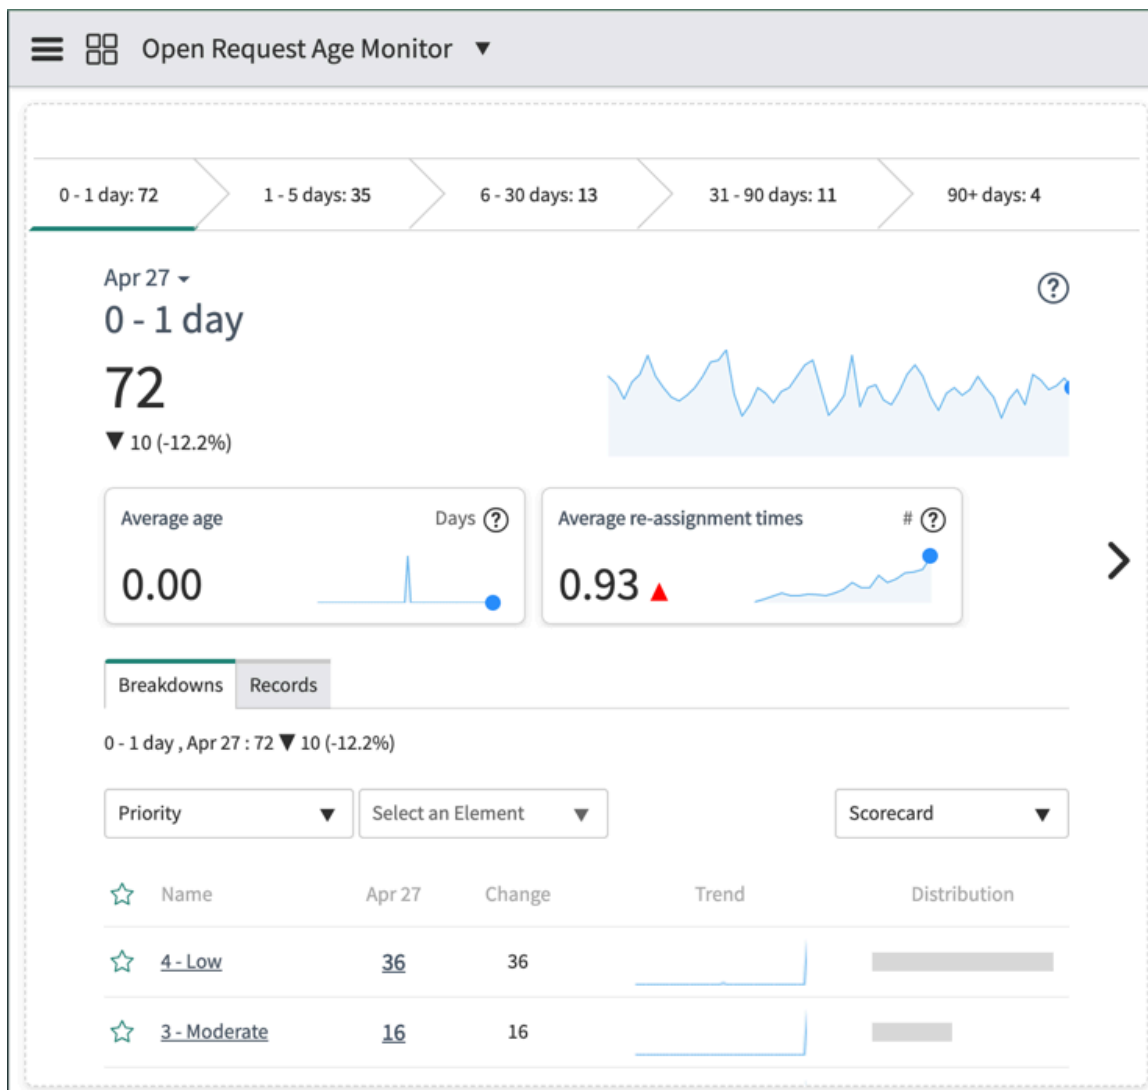 Open Request Age Monitor ▼
0 - 1 day: 72 1 - 5 days: 35 6 - 30 days: 13 31 - 90 days: 11 90+ days: 4
Apr 27
0 - 1 day
72
▼ 10 (-12.2%)
Average age Days ?
0.00
Average re-assignment times # ?
0.93 ▲
Breakdowns Records
0 - 1 day , Apr 27 : 72 ▼ 10 (-12.2%)
Priority ▼ Select an Element ▼ Scorecard ▼
Name Apr 27 Change Trend Distribution
4 - Low 36 36
3 - Moderate 16 16